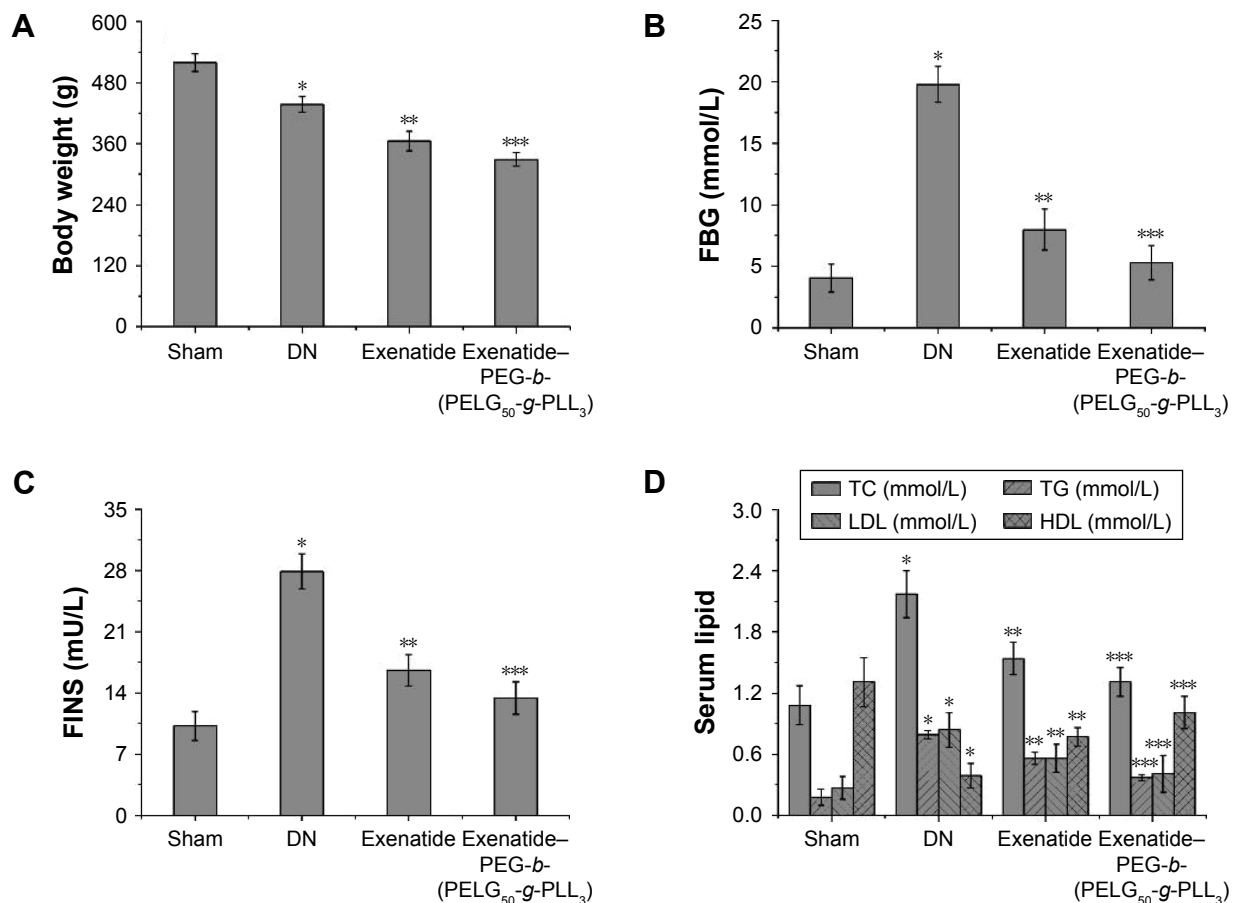 A
Body weight (g)
600
480
360
240
120
0
*
**
***
Sham
DN
Exenatide
Exenatide–
PEG-b-
(PELG₅₀-g-PLL₃)
B
FBG (mmol/L)
25
20
15
10
5
0
*
**
***
Sham
DN
Exenatide
Exenatide–
PEG-b-
(PELG₅₀-g-PLL₃)
C
FINS (mU/L)
35
28
21
14
7
0
*
**
***
Sham
DN
Exenatide
Exenatide–
PEG-b-
(PELG₅₀-g-PLL₃)
D
TC (mmol/L) TG (mmol/L)
LDL (mmol/L) HDL (mmol/L)
Serum lipid
3.0
2.4
1.8
1.2
0.6
0.0
*
* * *
**
** ** **
***
*** *** ***
Sham
DN
Exenatide
Exenatide–
PEG-b-
(PELG₅₀-g-PLL₃)